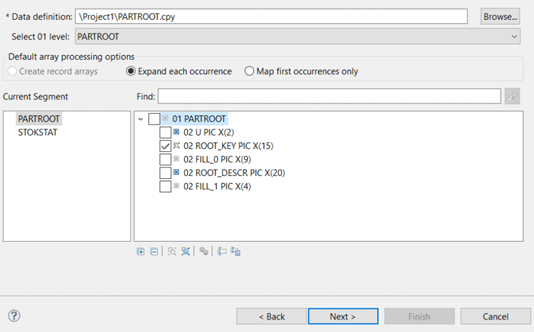 * Data definition: \Project1\PARTROOT.cpy Browse...
Select 01 level: PARTROOT
Default array processing options
Create record arrays Expand each occurrence Map first occurrences only
Current Segment Find:
PARTROOT
STOKSTAT
01 PARTROOT
02 U PIC X(2)
02 ROOT_KEY PIC X(15)
02 FILL_0 PIC X(9)
02 ROOT_DESCR PIC X(20)
02 FILL_1 PIC X(4)
? < Back Next > Finish Cancel